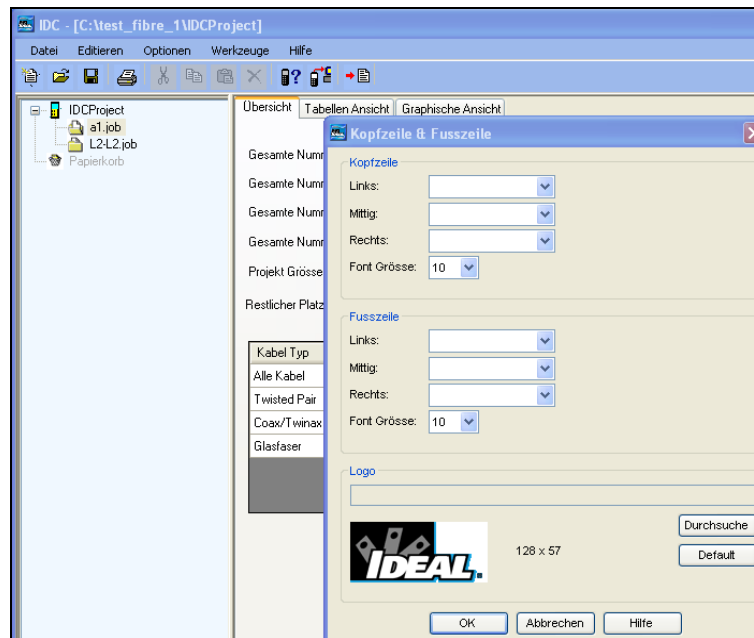 IDC - [C:\test_fibre_1\IDCProject]
Datei Editieren Optionen Werkzeuge Hilfe
IDCProject
a1.job
L2-L2.job
Papierkorb
Übersicht Tabellen Ansicht Graphische Ansicht
Gesamte Numm
Gesamte Numm
Gesamte Numm
Gesamte Numm
Projekt Grösse
Restlicher Platz
Kabel Typ
Alle Kabel
Twisted Pair
Coax/Twinax
Glasfaser
Kopfzeile & Fusszeile
Kopfzeile
Links:
Mittig:
Rechts:
Font Grösse: 10
Fusszeile
Links:
Mittig:
Rechts:
Font Grösse: 10
Logo
Durchsuche
IDEAL. 128 x 57
Default
OK Abbrechen Hilfe